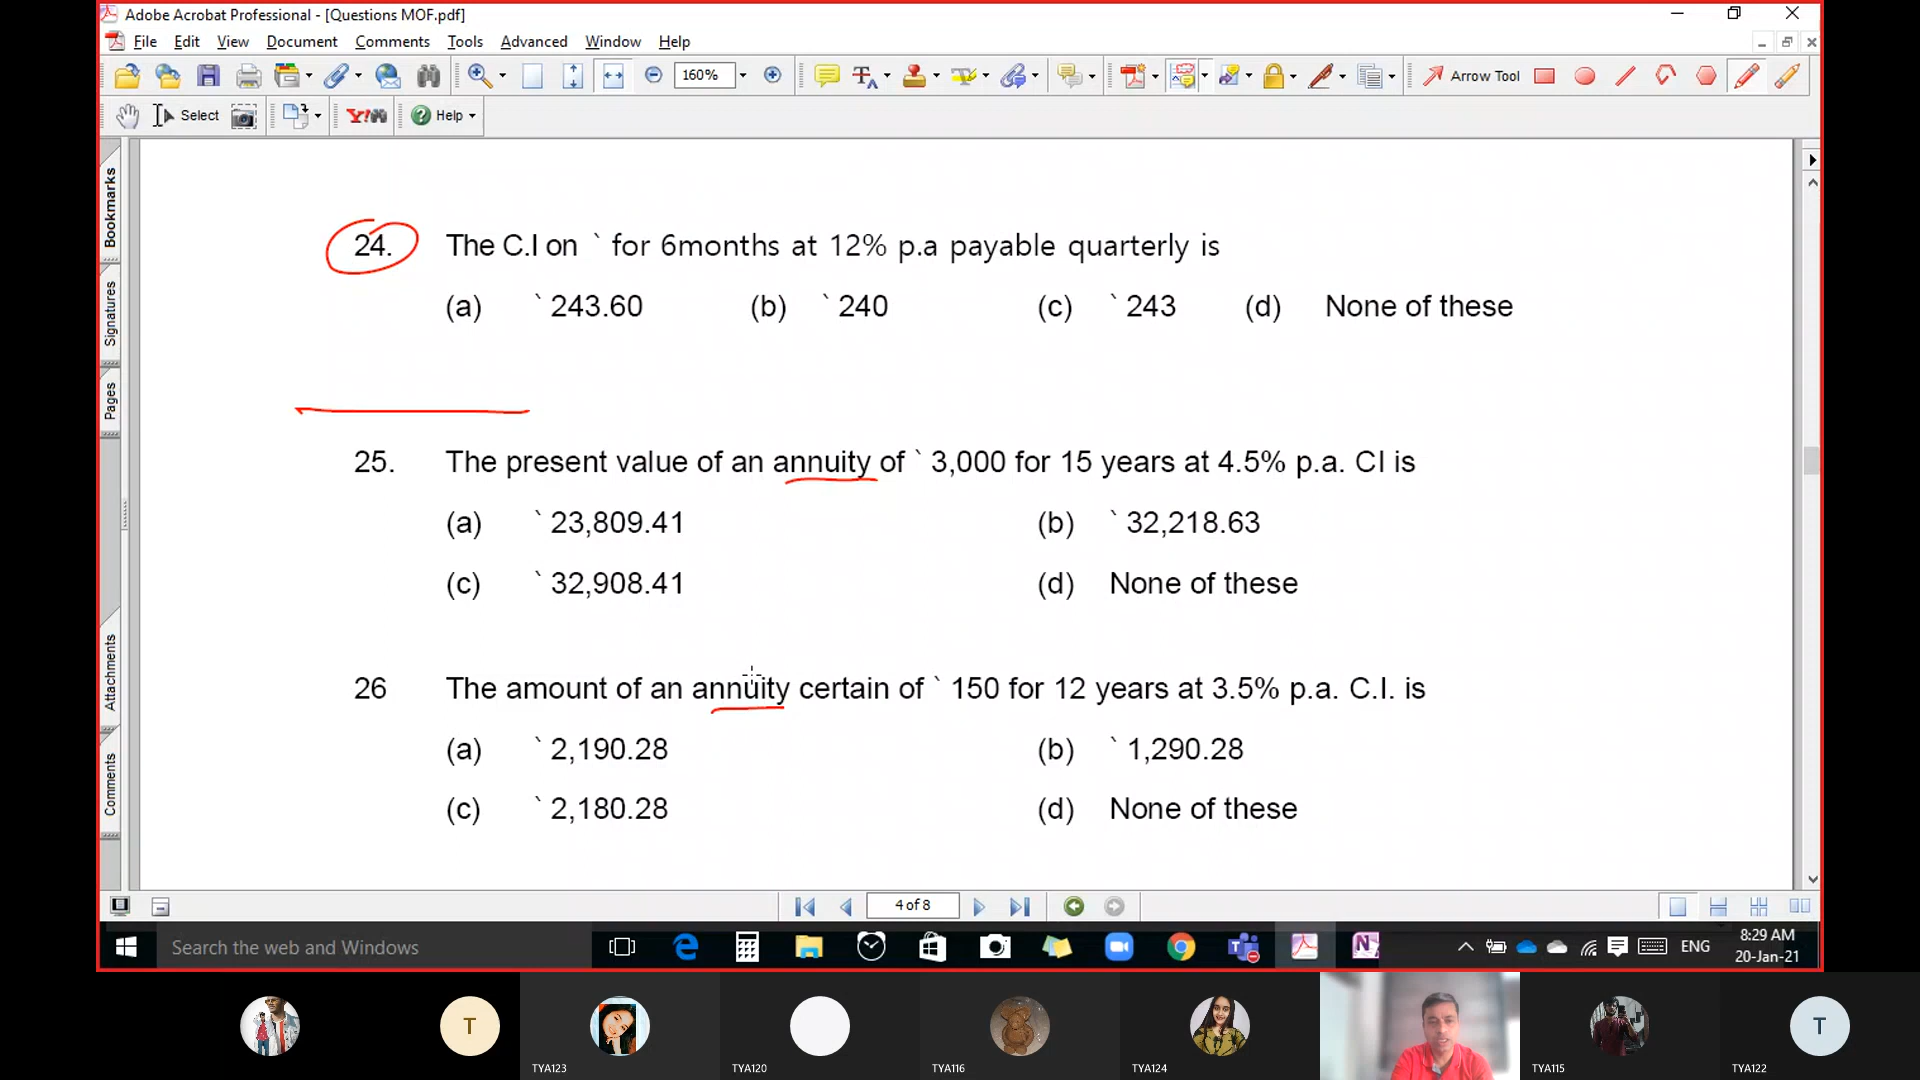 Adobe Acrobat Professional - [Questions MOF.pdf]
File Edit View Document Comments Tools Advanced Window Help
160%
Arrow Tool
Select
Y!
Help
Bookmarks
Signatures
Pages
Attachments
Comments
24. The C.I on ` for 6months at 12% p.a payable quarterly is
(a) ` 243.60 (b) ` 240 (c) ` 243 (d) None of these
25. The present value of an annuity of ` 3,000 for 15 years at 4.5% p.a. CI is
(a) ` 23,809.41 (b) ` 32,218.63
(c) ` 32,908.41 (d) None of these
26 The amount of an annuity certain of ` 150 for 12 years at 3.5% p.a. C.I. is
(a) ` 2,190.28 (b) ` 1,290.28
(c) ` 2,180.28 (d) None of these
4 of 8
Search the web and Windows
ENG
8:29 AM
20-Jan-21
T
T
TYA123 TYA120 TYA116 TYA124 TYA115 TYA122